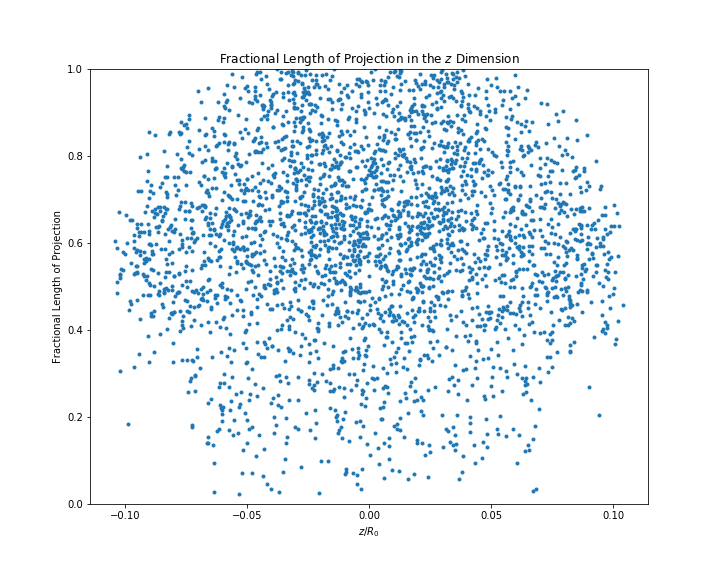 Fractional Length of Projection in the z Dimension
1.0
0.8
0.6
0.4
0.2
0.0
Fractional Length of Projection
−0.10 −0.05 0.00 0.05 0.10
z/R₀